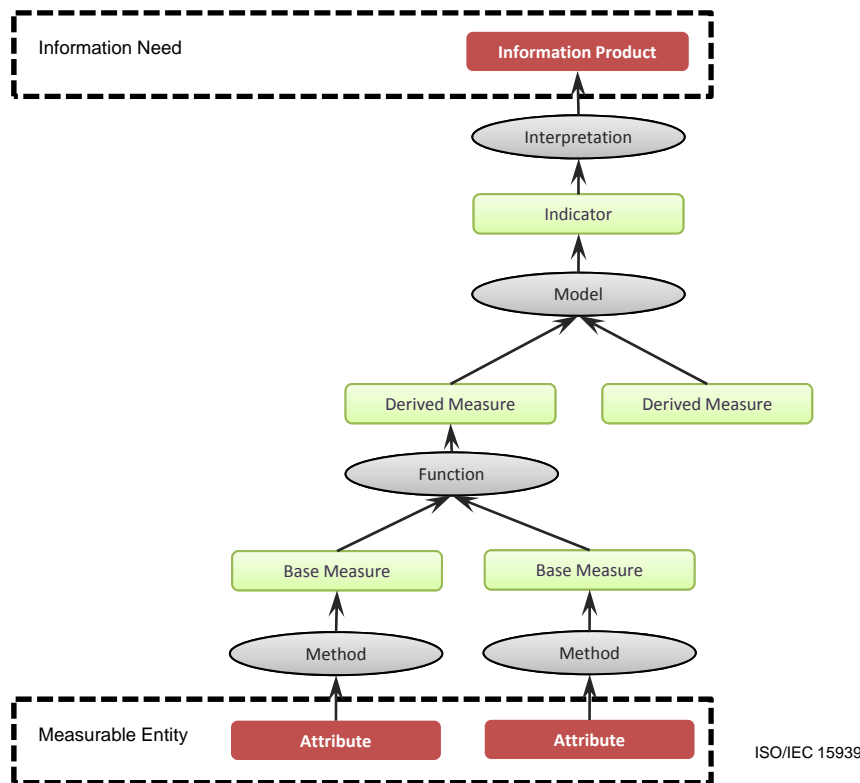 Information Need
Information Product
Interpretation
Indicator
Model
Derived Measure
Derived Measure
Function
Base Measure
Base Measure
Method
Method
Measurable Entity
Attribute
Attribute
ISO/IEC 15939